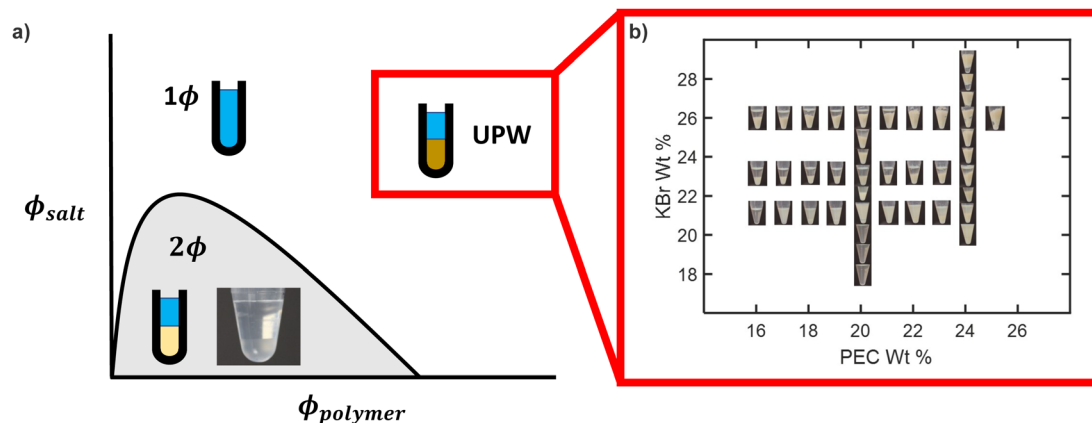 a)
1ϕ
UPW
ϕsalt
2ϕ
ϕpolymer
b)
KBr Wt %
28
26
24
22
20
18
16 18 20 22 24 26
PEC Wt %